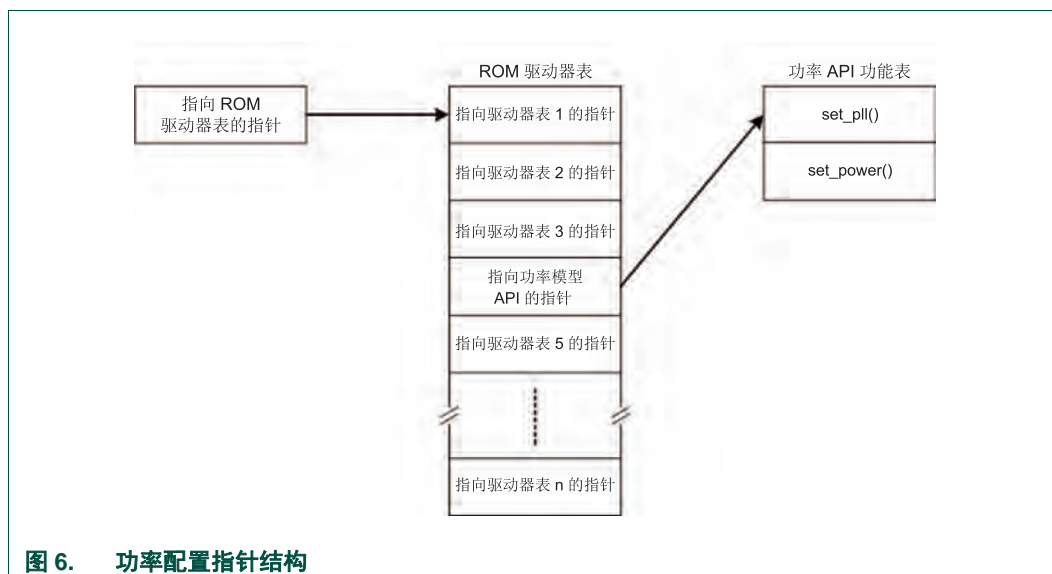 指向 ROM
驱动器表的指针
ROM 驱动器表
指向驱动器表 1 的指针
指向驱动器表 2 的指针
指向驱动器表 3 的指针
指向功率模型
API 的指针
指向驱动器表 5 的指针
指向驱动器表 n 的指针
功率 API 功能表
set_pll()
set_power()
图 6. 功率配置指针结构